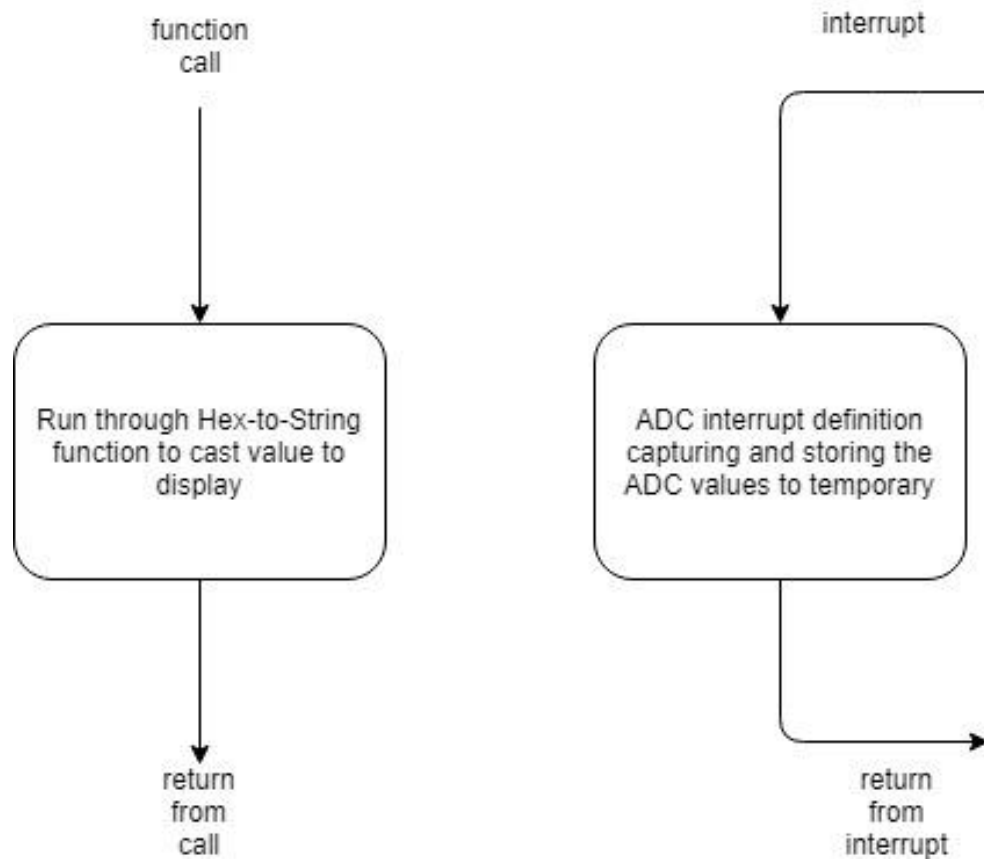 function
call
Run through Hex-to-String
function to cast value to
display
return
from
call
interrupt
ADC interrupt definition
capturing and storing the
ADC values to temporary
return
from
interrupt